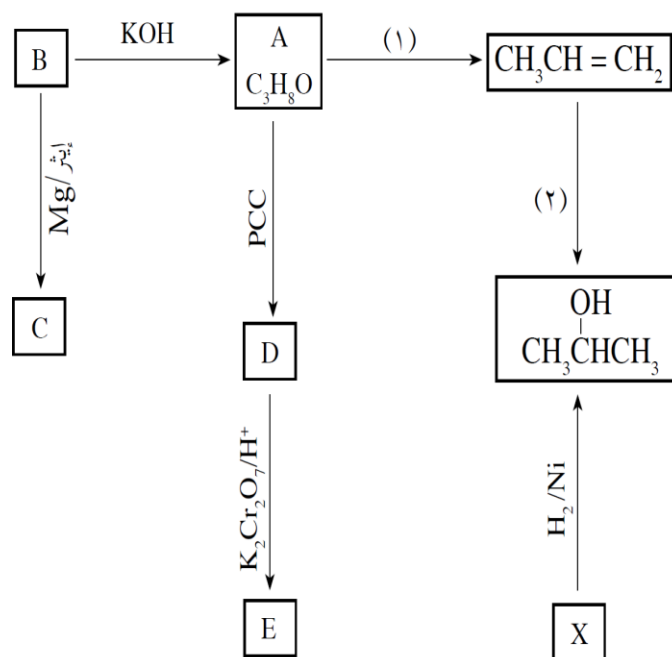 B
KOH
A
C₃H₈O
(١)
CH₃CH = CH₂
Mg/إيثر
PCC
(٢)
C
D
OH
CH₃CHCH₃
K₂Cr₂O₇/H⁺
H₂/Ni
E
X